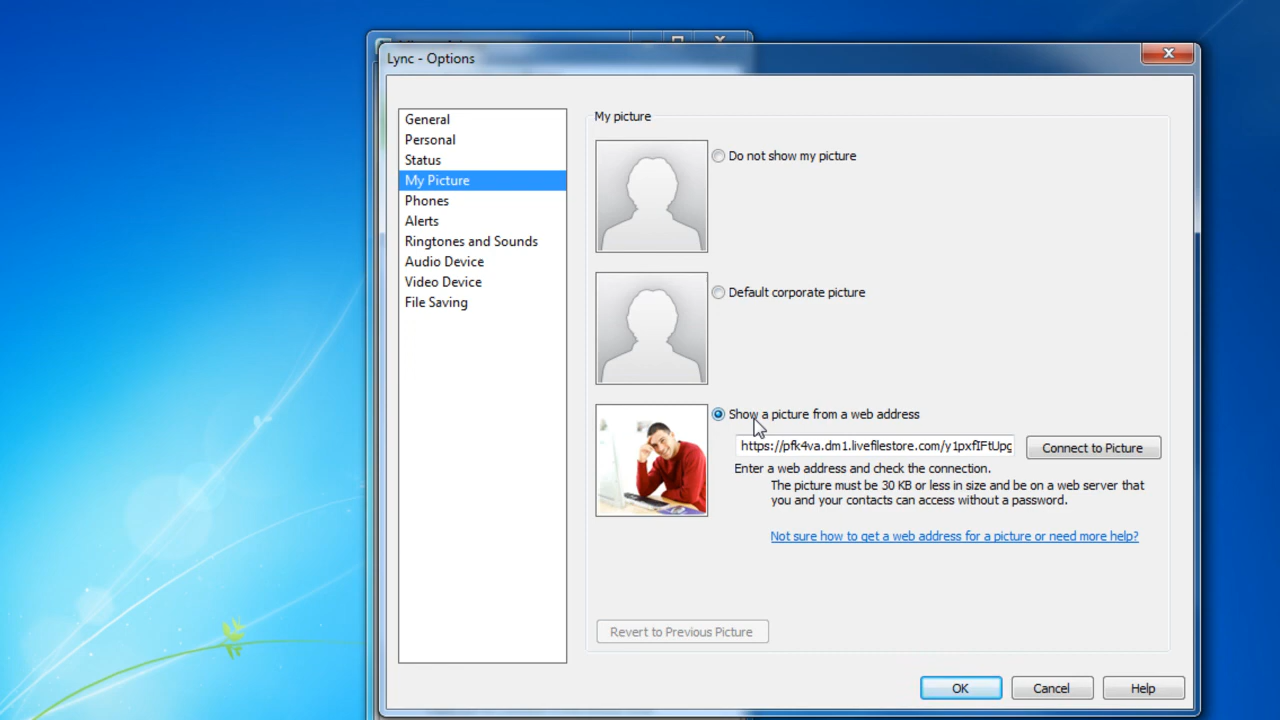 Lync - Options
General
Personal
Status
My Picture
Phones
Alerts
Ringtones and Sounds
Audio Device
Video Device
File Saving
My picture
Do not show my picture
Default corporate picture
Show a picture from a web address
https://pfk4va.dm1.livefilestore.com/y1pxfIFtUpg
Connect to Picture
Enter a web address and check the connection.
The picture must be 30 KB or less in size and be on a web server that
you and your contacts can access without a password.
Not sure how to get a web address for a picture or need more help?
Revert to Previous Picture
OK
Cancel
Help